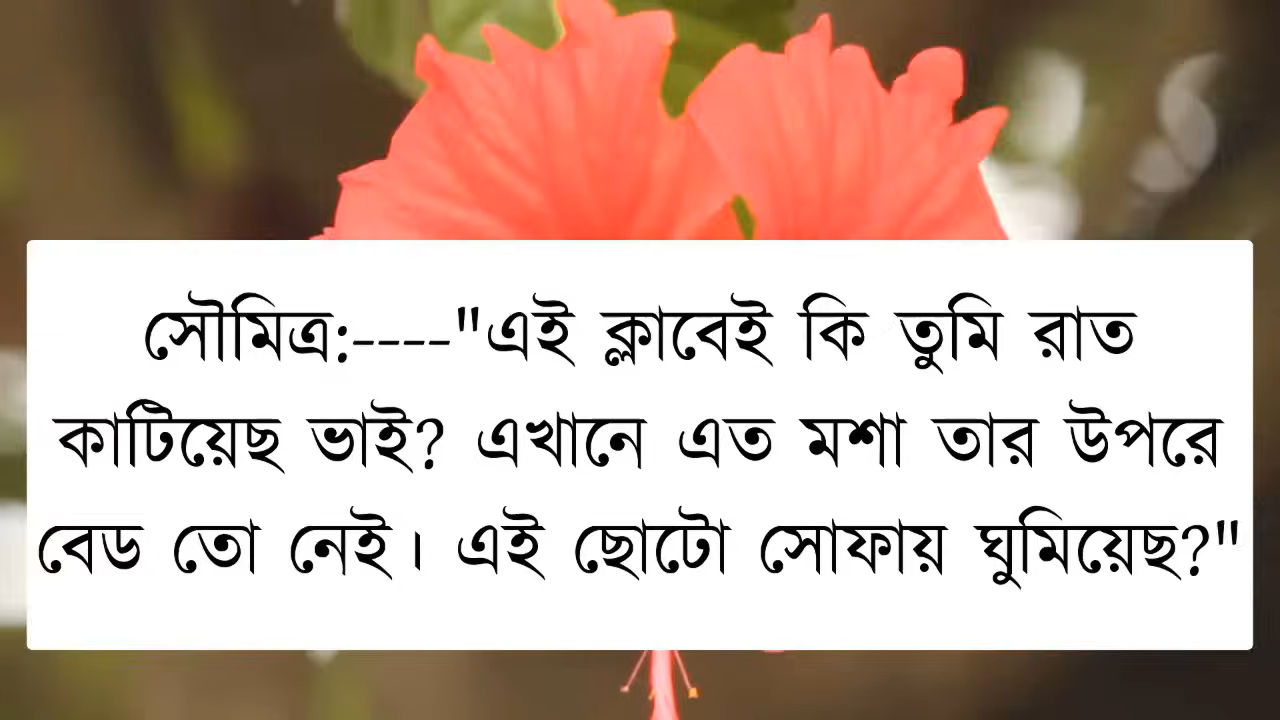 সৌমিত্র:----"এই ক্লাবেই কি তুমি রাত
কাটিয়েছ ভাই? এখানে এত মশা তার উপরে
বেড তো নেই। এই ছোটো সোফায় ঘুমিয়েছ?"